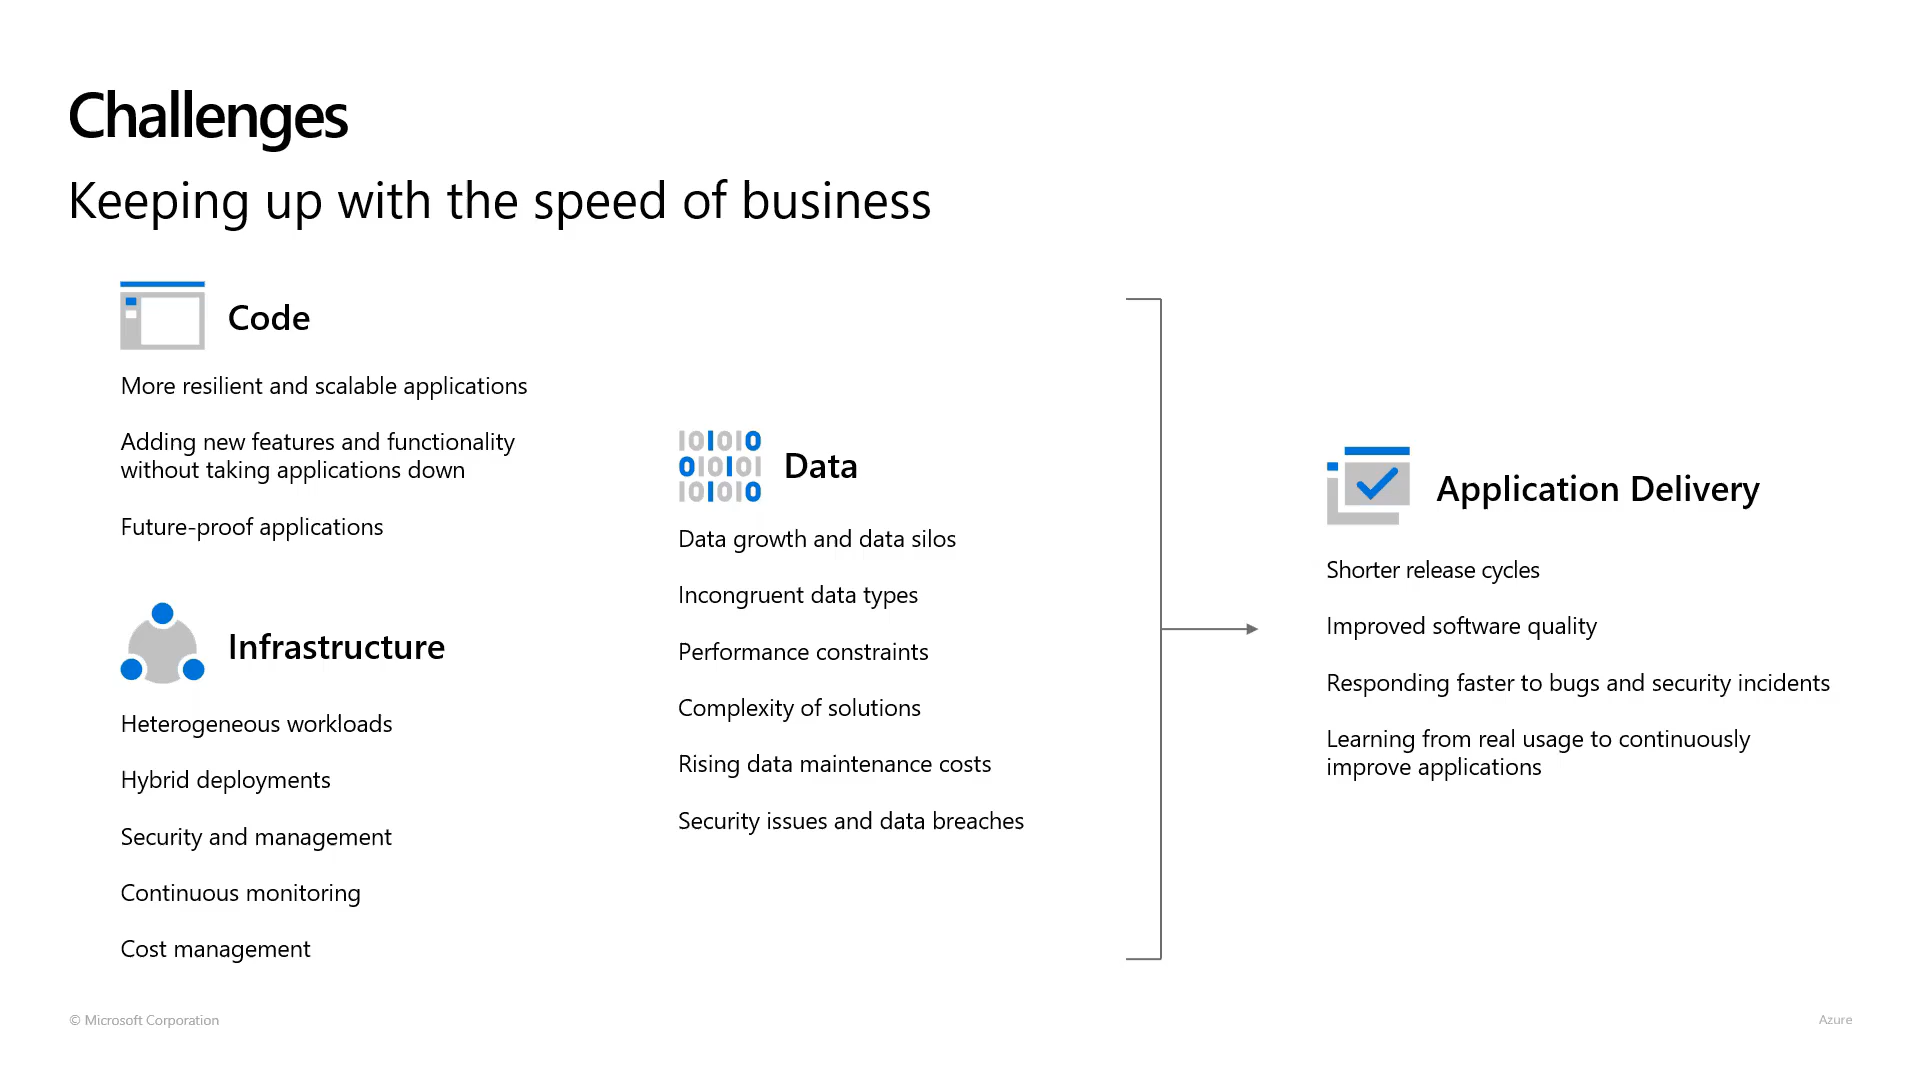 Challenges
Keeping up with the speed of business
Code
More resilient and scalable applications
Adding new features and functionality
without taking applications down
Future-proof applications
Infrastructure
Heterogeneous workloads
Hybrid deployments
Security and management
Continuous monitoring
Cost management
IOIOIO
OIOIOI
IOIOIO
Data
Data growth and data silos
Incongruent data types
Performance constraints
Complexity of solutions
Rising data maintenance costs
Security issues and data breaches
Application Delivery
Shorter release cycles
Improved software quality
Responding faster to bugs and security incidents
Learning from real usage to continuously
improve applications
© Microsoft Corporation
Azure